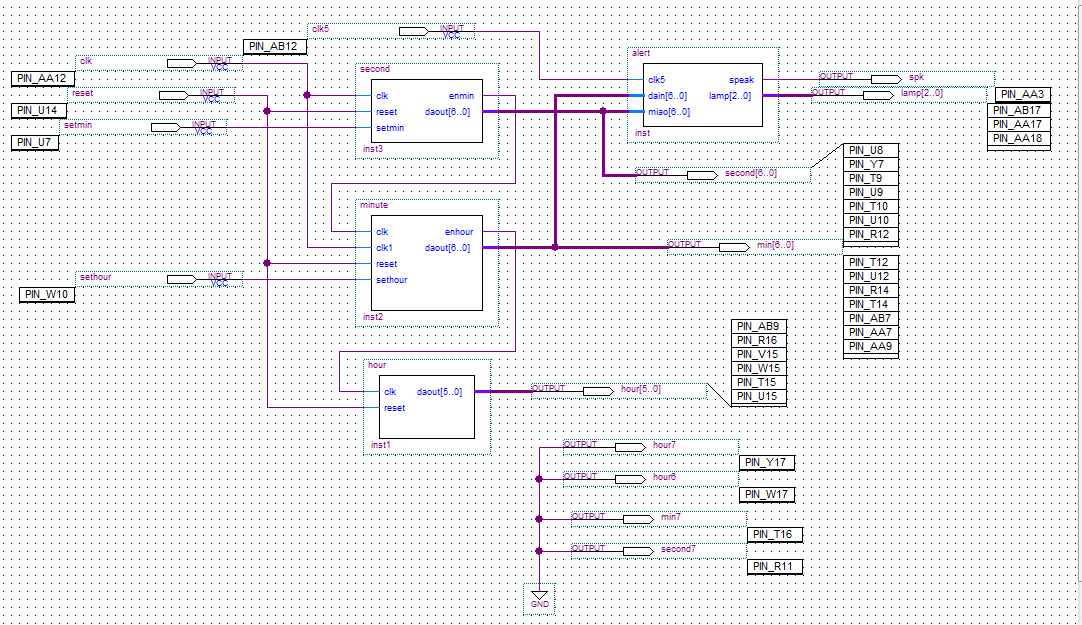 clk5 INPUT VCC
PIN_AB12
clk INPUT VCC
PIN_AA12
reset INPUT VCC
PIN_U14
setmin INPUT VCC
PIN_U7
second
clk enmin
reset daout[6..0]
setmin
inst3
alert
clk5 speak
dain[6..0] lamp[2..0]
miao[6..0]
inst
OUTPUT spk
OUTPUT lamp[2..0]
PIN_AA3
PIN_AB17
PIN_AA17
PIN_AA18
OUTPUT second[6..0]
PIN_U8
PIN_Y7
PIN_T9
PIN_U9
PIN_T10
PIN_U10
PIN_R12
minute
clk enhour
clk1 daout[6..0]
reset
sethour
inst2
OUTPUT min[6..0]
PIN_T12
PIN_U12
PIN_R14
PIN_T14
PIN_AB7
PIN_AA7
PIN_AA9
sethour INPUT VCC
PIN_W10
hour
clk daout[5..0]
reset
inst1
OUTPUT hour[5..0]
PIN_AB9
PIN_R16
PIN_V15
PIN_W15
PIN_T15
PIN_U15
OUTPUT hour7
PIN_Y17
OUTPUT hour6
PIN_W17
OUTPUT min7
PIN_T16
OUTPUT second7
PIN_R11
GND